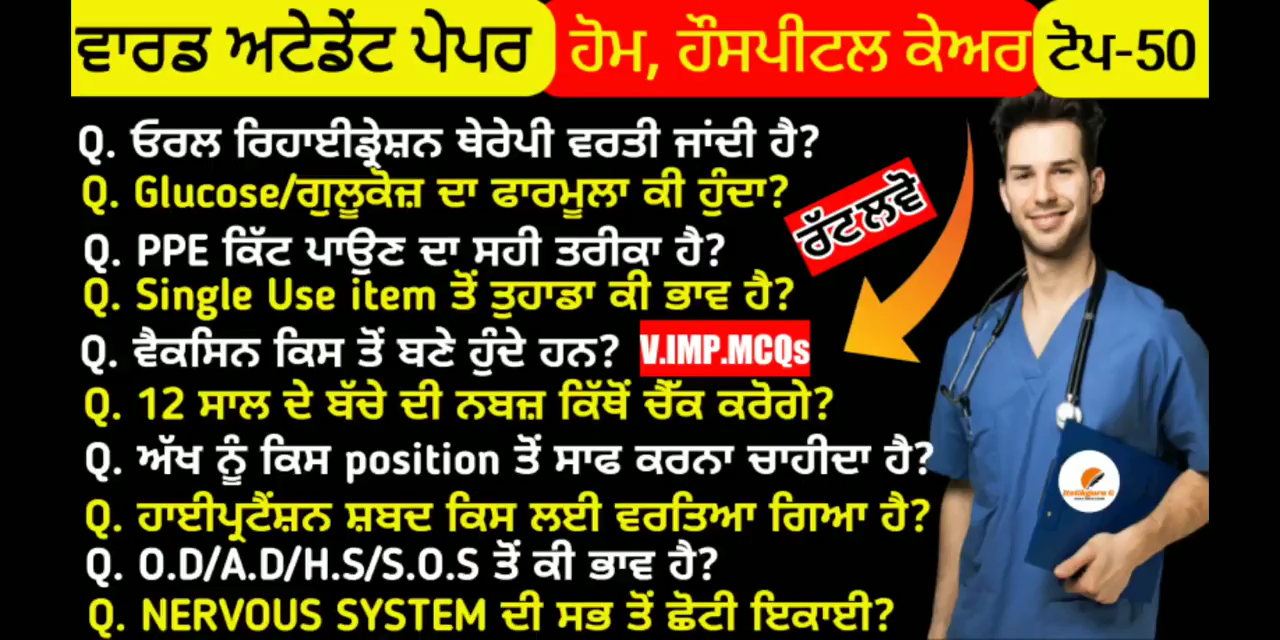 ਵਾਰਡ ਅਟੇਡੇਂਟ ਪੇਪਰ ਹੋਮ, ਹੌਸਪੀਟਲ ਕੇਅਰ ਟੋਪ-50
Q. ਓਰਲ ਰਿਹਾਈਡ੍ਰੇਸ਼ਨ ਥੇਰੇਪੀ ਵਰਤੀ ਜਾਂਦੀ ਹੈ?
Q. Glucose/ਗੁਲੂਕੋਜ਼ ਦਾ ਫਾਰਮੂਲਾ ਕੀ ਹੁੰਦਾ?
ਰੱਟ ਲਵੋ
Q. PPE ਕਿੱਟ ਪਾਉਣ ਦਾ ਸਹੀ ਤਰੀਕਾ ਹੈ?
Q. Single Use item ਤੋਂ ਤੁਹਾਡਾ ਕੀ ਭਾਵ ਹੈ?
Q. ਵੈਕਸਿਨ ਕਿਸ ਤੋਂ ਬਣੇ ਹੁੰਦੇ ਹਨ? V.IMP.MCQs
Q. 12 ਸਾਲ ਦੇ ਬੱਚੇ ਦੀ ਨਬਜ਼ ਕਿੱਥੋਂ ਚੈੱਕ ਕਰੋਗੇ?
Q. ਅੱਖ ਨੂੰ ਕਿਸ position ਤੋਂ ਸਾਫ ਕਰਨਾ ਚਾਹੀਦਾ ਹੈ?
Q. ਹਾਈਪ੍ਰਟੈਂਸ਼ਨ ਸ਼ਬਦ ਕਿਸ ਲਈ ਵਰਤਿਆ ਗਿਆ ਹੈ?
Q. O.D/A.D/H.S/S.O.S ਤੋਂ ਕੀ ਭਾਵ ਹੈ?
Q. NERVOUS SYSTEM ਦੀ ਸਭ ਤੋਂ ਛੋਟੀ ਇਕਾਈ?